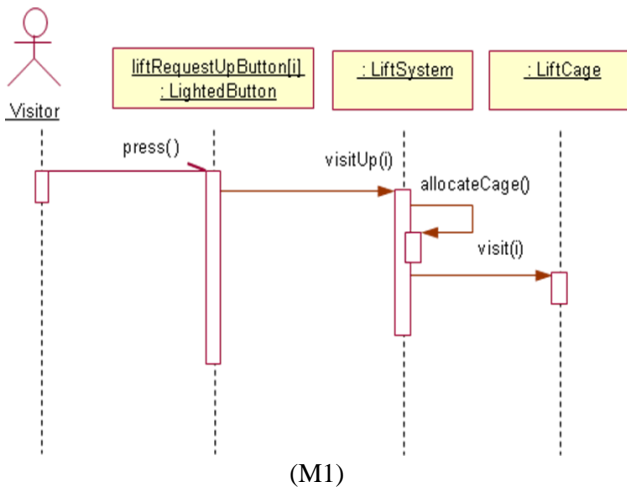 Visitor
liftRequestUpButton[i]
: LightedButton
: LiftSystem
: LiftCage
press()
visitUp(i)
allocateCage()
visit(i)
(M1)